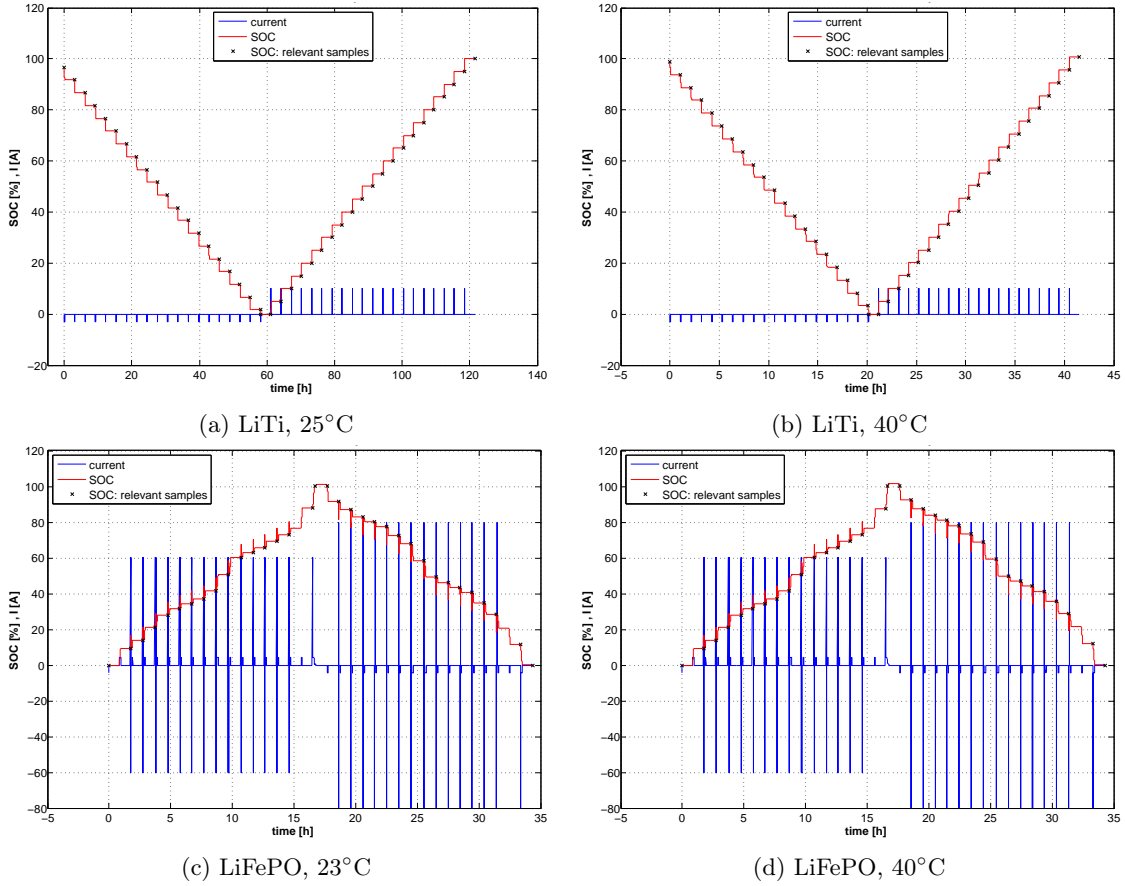 120
100
80
60
40
20
0
−20
SOC [%] , I [A]
current
SOC
SOC: relevant samples
0 20 40 60 80 100 120 140
time [h]
(a) LiTi, 25°C
120
100
80
60
40
20
0
−20
SOC [%] , I [A]
current
SOC
SOC: relevant samples
−5 0 5 10 15 20 25 30 35 40 45
time [h]
(b) LiTi, 40°C
120
100
80
60
40
20
0
−20
−40
−60
−80
SOC [%] , I [A]
current
SOC
SOC: relevant samples
−5 0 5 10 15 20 25 30 35
time [h]
(c) LiFePO, 23°C
120
100
80
60
40
20
0
−20
−40
−60
−80
SOC [%] , I [A]
current
SOC
SOC: relevant samples
−5 0 5 10 15 20 25 30 35
time [h]
(d) LiFePO, 40°C